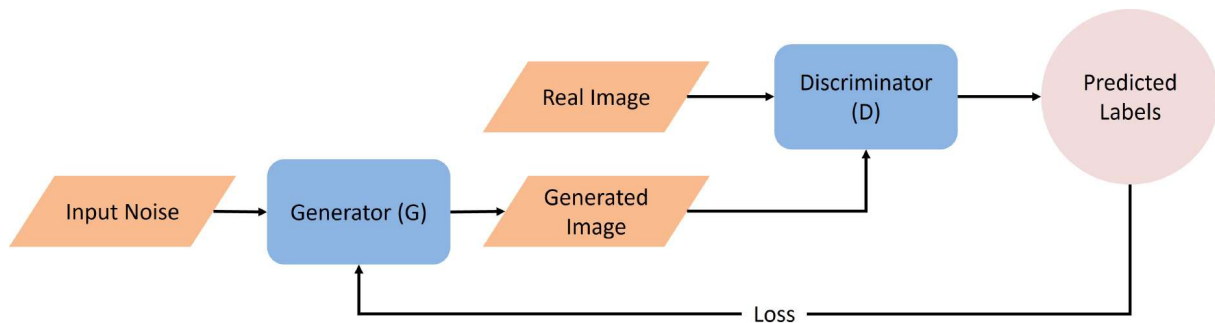 Real Image
Discriminator
(D)
Predicted
Labels
Input Noise
Generator (G)
Generated
Image
Loss